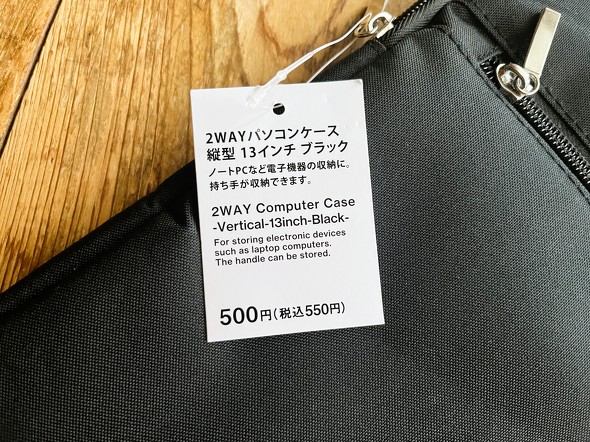 2WAYパソコンケース
縦型 13インチ ブラック
ノートPCなど電子機器の収納に。
持ち手が収納できます。
2WAY Computer Case
-Vertical-13inch-Black-
For storing electronic devices
such as laptop computers.
The handle can be stored.
500円(税込550円)